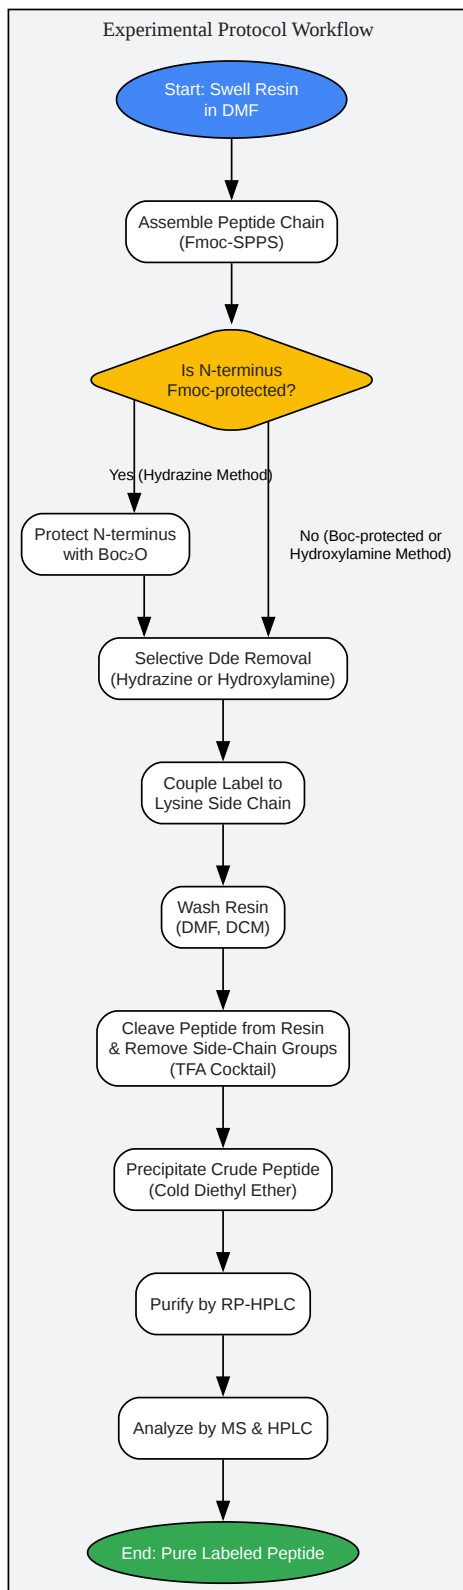 Experimental Protocol Workflow
Start: Swell Resin
in DMF
Assemble Peptide Chain
(Fmoc-SPPS)
Is N-terminus
Fmoc-protected?
Yes (Hydrazine Method)
Protect N-terminus
with Boc₂O
No (Boc-protected or
Hydroxylamine Method)
Selective Dde Removal
(Hydrazine or Hydroxylamine)
Couple Label to
Lysine Side Chain
Wash Resin
(DMF, DCM)
Cleave Peptide from Resin
& Remove Side-Chain Groups
(TFA Cocktail)
Precipitate Crude Peptide
(Cold Diethyl Ether)
Purify by RP-HPLC
Analyze by MS & HPLC
End: Pure Labeled Peptide